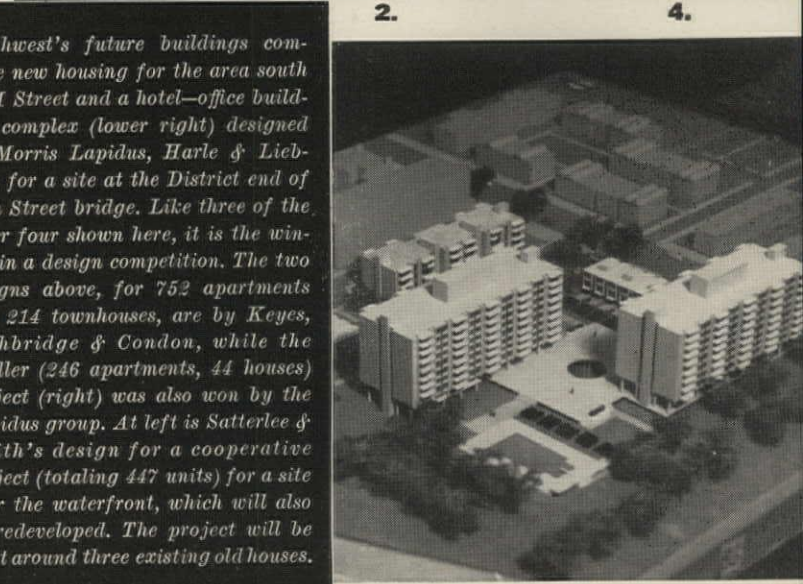 2. 4.
hwest's future buildings com-
e new housing for the area south
I Street and a hotel—office build-
complex (lower right) designed
Morris Lapidus, Harle & Lieb-
for a site at the District end of
Street bridge. Like three of the
r four shown here, it is the win-
in a design competition. The two
igns above, for 752 apartments
214 townhouses, are by Keyes,
hbridge & Condon, while the
ller (246 apartments, 44 houses)
ject (right) was also won by the
idus group. At left is Satterlee &
ith's design for a cooperative
ject (totaling 447 units) for a site
r the waterfront, which will also
redeveloped. The project will be
t around three existing old houses.